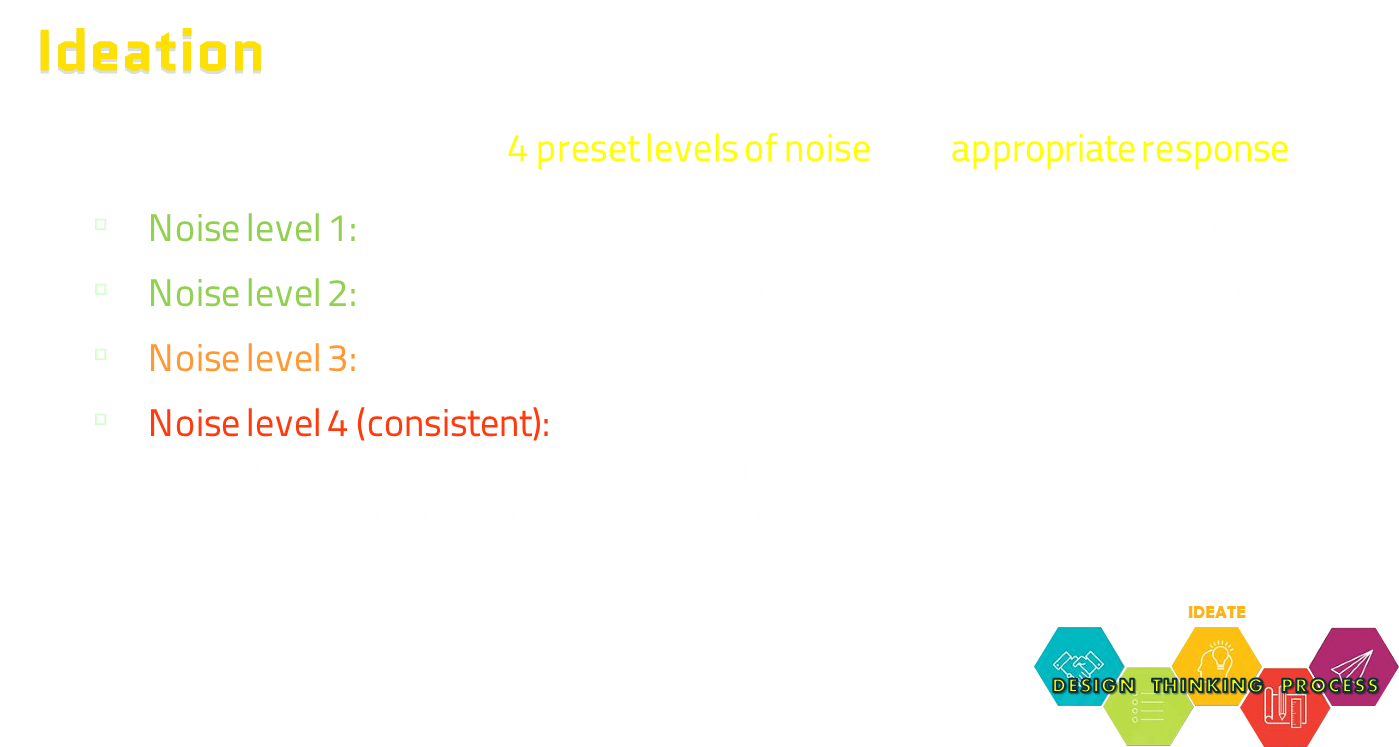 Ideation
4 preset levels of noise appropriate response
Noise level 1:
Noise level 2:
Noise level 3:
Noise level 4 (consistent):
IDEATE
DESIGN THINKING PROCESS